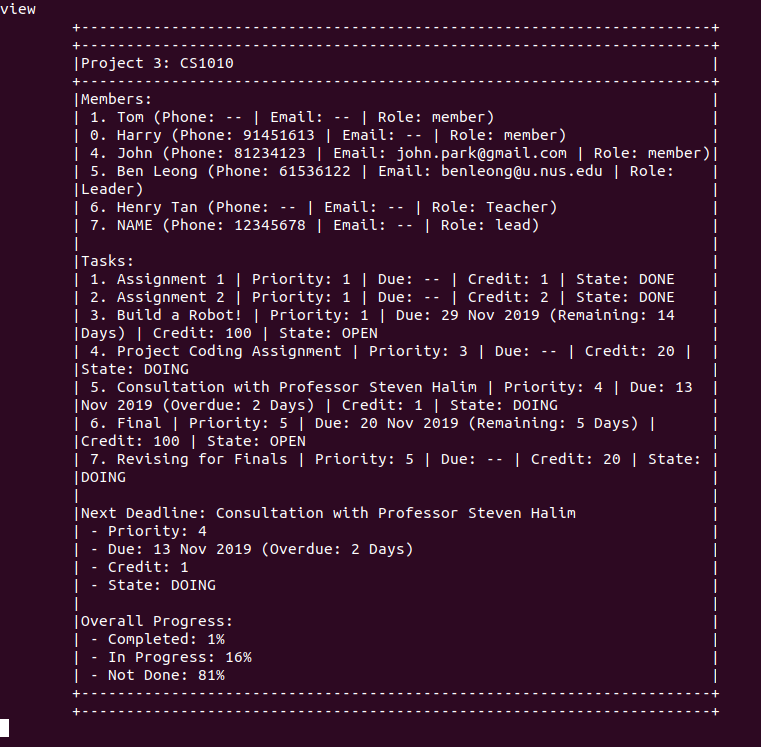 view
+----------------------------------------------------------------------+
+----------------------------------------------------------------------+
|Project 3: CS1010                                                     |
+----------------------------------------------------------------------+
|Members:                                                              |
| 1. Tom (Phone: -- | Email: -- | Role: member)                        |
| 0. Harry (Phone: 91451613 | Email: -- | Role: member)                |
| 4. John (Phone: 81234123 | Email: john.park@gmail.com | Role: member)|
| 5. Ben Leong (Phone: 61536122 | Email: benleong@u.nus.edu | Role:    |
|Leader)                                                               |
| 6. Henry Tan (Phone: -- | Email: -- | Role: Teacher)                 |
| 7. NAME (Phone: 12345678 | Email: -- | Role: lead)                   |
|                                                                      |
|Tasks:                                                                |
| 1. Assignment 1 | Priority: 1 | Due: -- | Credit: 1 | State: DONE    |
| 2. Assignment 2 | Priority: 1 | Due: -- | Credit: 2 | State: DONE    |
| 3. Build a Robot! | Priority: 1 | Due: 29 Nov 2019 (Remaining: 14    |
|Days) | Credit: 100 | State: OPEN                                     |
| 4. Project Coding Assignment | Priority: 3 | Due: -- | Credit: 20 |  |
|State: DOING                                                          |
| 5. Consultation with Professor Steven Halim | Priority: 4 | Due: 13  |
|Nov 2019 (Overdue: 2 Days) | Credit: 1 | State: DOING                 |
| 6. Final | Priority: 5 | Due: 20 Nov 2019 (Remaining: 5 Days) |      |
|Credit: 100 | State: OPEN                                             |
| 7. Revising for Finals | Priority: 5 | Due: -- | Credit: 20 | State: |
|DOING                                                                 |
|                                                                      |
|Next Deadline: Consultation with Professor Steven Halim               |
| - Priority: 4                                                        |
| - Due: 13 Nov 2019 (Overdue: 2 Days)                                 |
| - Credit: 1                                                          |
| - State: DOING                                                       |
|                                                                      |
|Overall Progress:                                                     |
| - Completed: 1%                                                      |
| - In Progress: 16%                                                   |
| - Not Done: 81%                                                      |
+----------------------------------------------------------------------+
+----------------------------------------------------------------------+